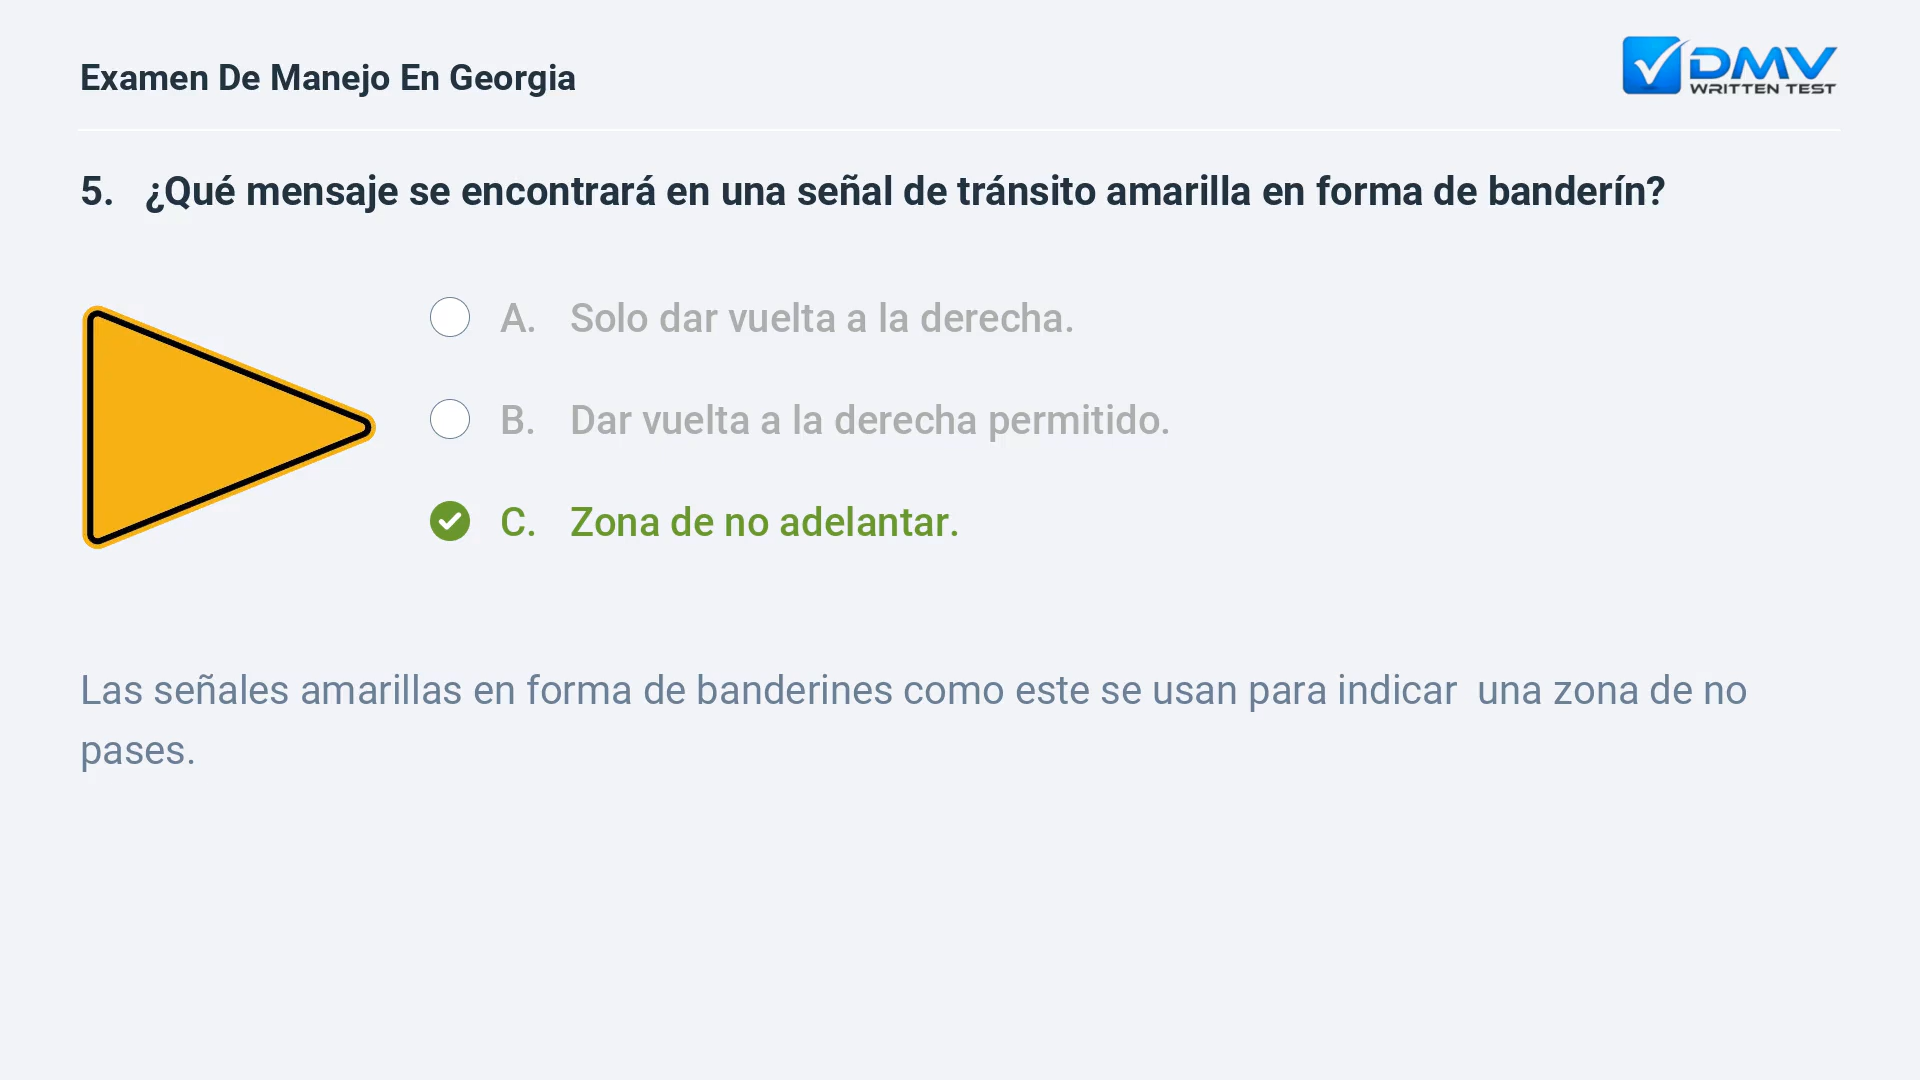 Examen De Manejo En Georgia
DMV
WRITTEN TEST
5. ¿Qué mensaje se encontrará en una señal de tránsito amarilla en forma de banderín?
A. Solo dar vuelta a la derecha.
B. Dar vuelta a la derecha permitido.
C. Zona de no adelantar.
Las señales amarillas en forma de banderines como este se usan para indicar  una zona de no
pases.